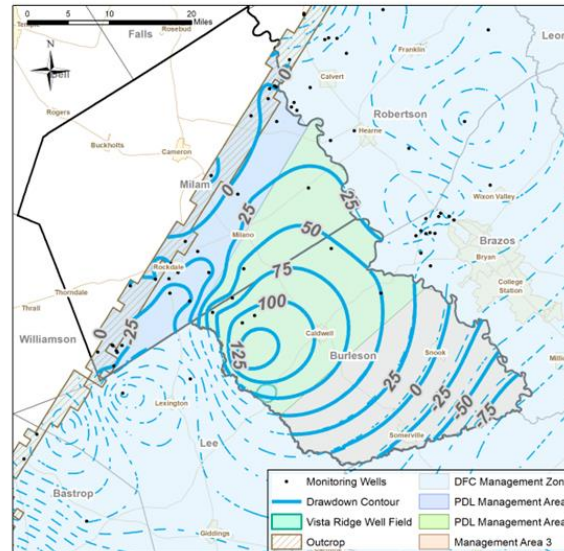 0 10 20
Miles
Temple
Falls
Rosebud
N
Bell
Leon
Franklin
Calvert
Rogers
Robertson
Buckholts
Hearne
Cameron
Milam
Wixon Valley
Milano
Brazos
Rockdale
Bryan
College
Station
Thorndale
Thrall
Williamson
Caldwell
Burleson
Snook
Lexington
Lee
Somerville
Bastrop
Giddings
0
0
25
25
50
75
100
125
0
-25
25
0
-25
-50
-75
Monitoring Wells
Drawdown Contour
Vista Ridge Well Field
Outcrop
DFC Management Zon
PDL Management Area
PDL Management Area
Management Area 3